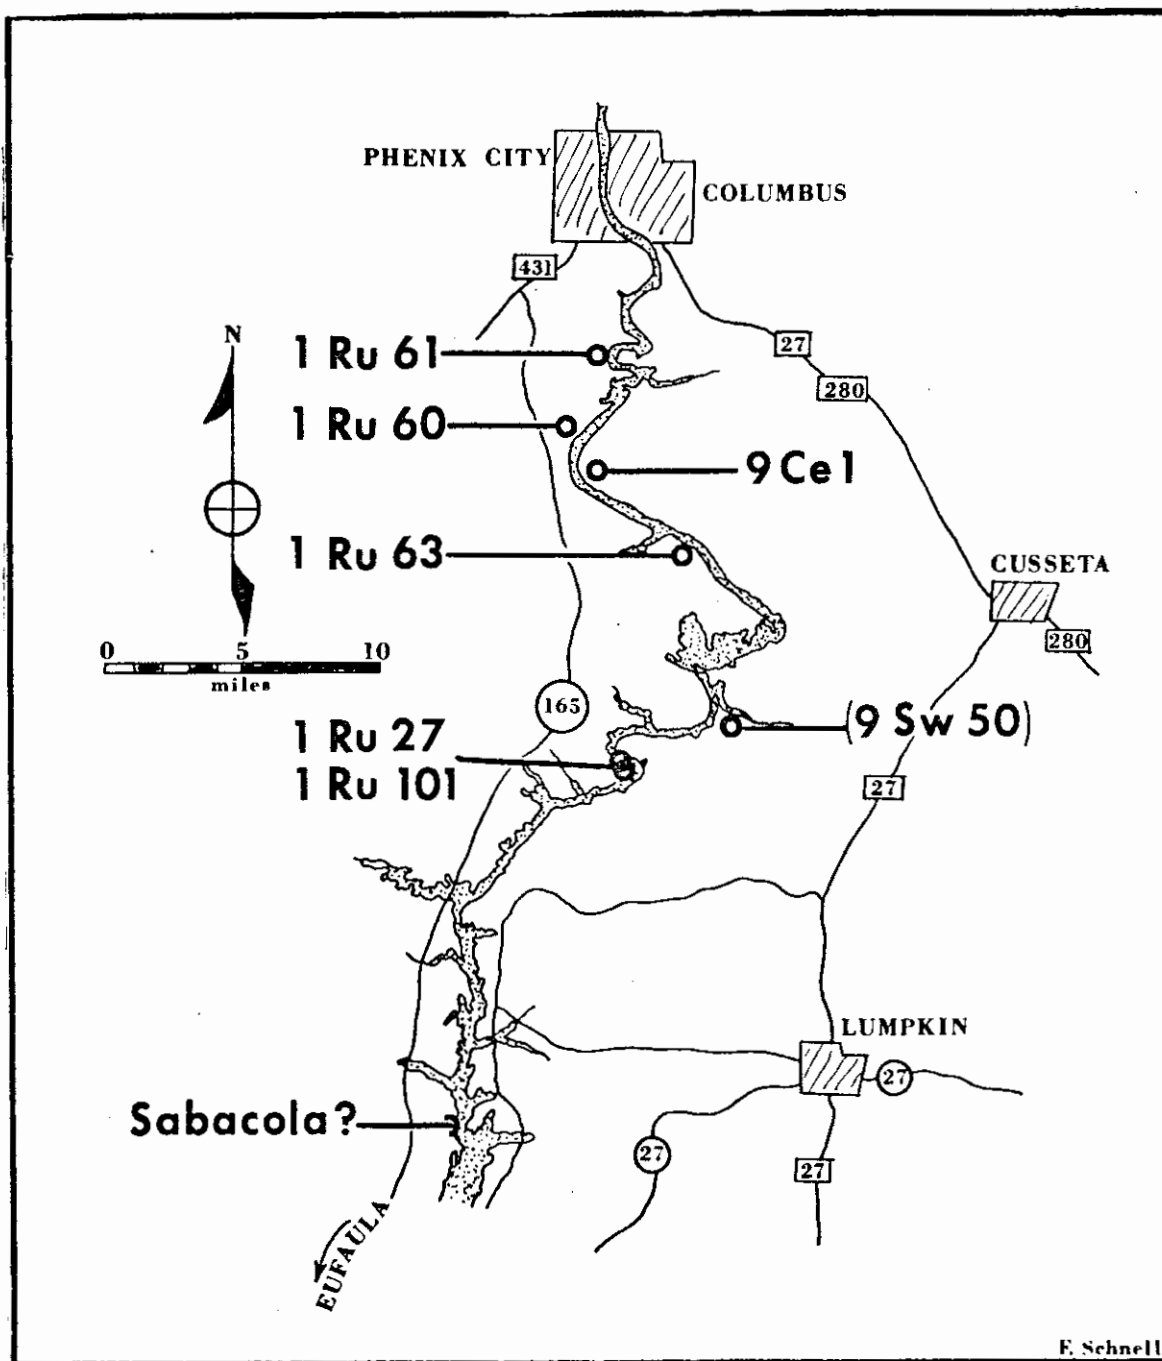 PHENIX CITY
COLUMBUS
431
N
1 Ru 61
27
280
1 Ru 60
9 Ce 1
1 Ru 63
CUSSETA
280
0 5 10
miles
165
1 Ru 27
(9 Sw 50)
1 Ru 101
27
LUMPKIN
27
Sabacola?
27
27
EUFAULA
F. Schnell